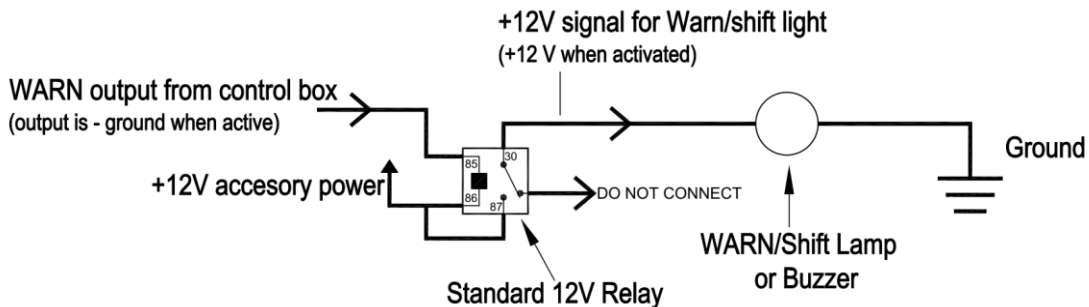 +12V signal for Warn/shift light
(+12 V when activated)
WARN output from control box
(output is - ground when active)
30
85
Ground
+12V accesory power
86
87
DO NOT CONNECT
WARN/Shift Lamp
or Buzzer
Standard 12V Relay